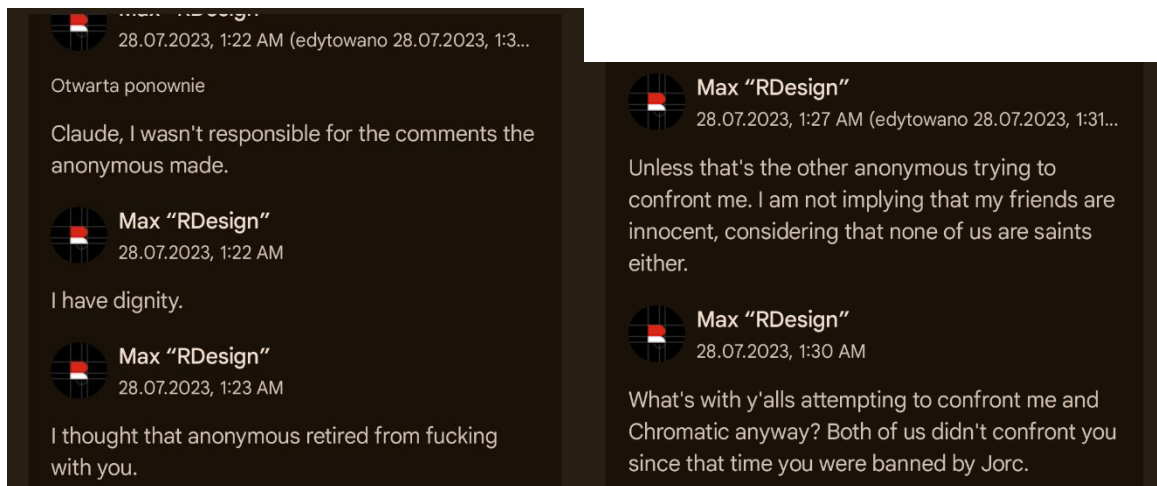 Max “RDesign”
28.07.2023, 1:22 AM (edytowano 28.07.2023, 1:3...
Otwarta ponownie
Claude, I wasn't responsible for the comments the
anonymous made.
Max “RDesign”
28.07.2023, 1:22 AM
I have dignity.
Max “RDesign”
28.07.2023, 1:23 AM
I thought that anonymous retired from fucking
with you.
Max “RDesign”
28.07.2023, 1:27 AM (edytowano 28.07.2023, 1:31...
Unless that's the other anonymous trying to
confront me. I am not implying that my friends are
innocent, considering that none of us are saints
either.
Max “RDesign”
28.07.2023, 1:30 AM
What's with y'alls attempting to confront me and
Chromatic anyway? Both of us didn't confront you
since that time you were banned by Jorc.